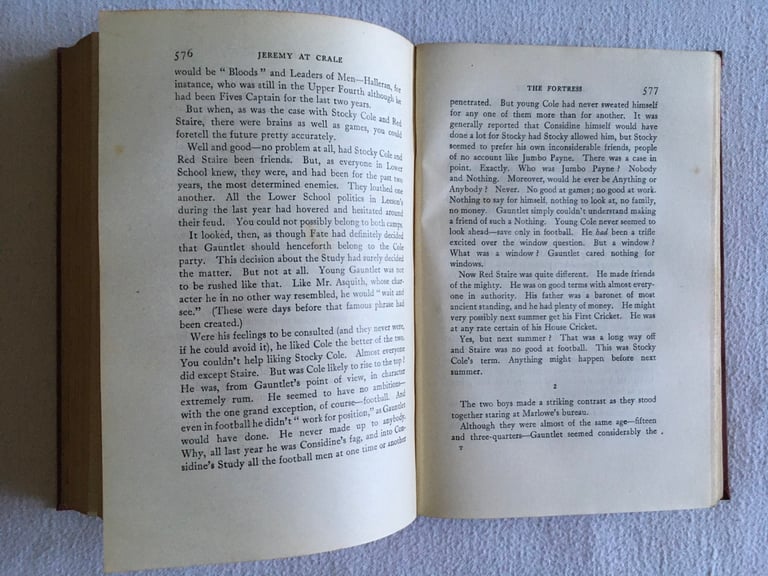 576 JEREMY AT CRALE
would be "Bloods" and Leaders of Men—Halleran, for
instance, who was still in the Upper Fourth although he
had been Fives Captain for the last two years.
But when, as was the case with Stocky Cole and Red
Staire, there were brains as well as games, you could
foretell the future pretty accurately.
Well and good—no problem at all, had Stocky Cole and
Red Staire been friends. But, as everyone in Lower
School knew, they were, and had been for the past two
years, the most determined enemies. They loathed one
another. All the Lower School politics in Leeson's
during the last year had hovered and hesitated around
their feud. You could not possibly belong to both camps.
It looked, then, as though Fate had definitely decided
that Gauntlet should henceforth belong to the Cole
party. This decision about the Study had surely decided
the matter. But not at all. Young Gauntlet was not
to be rushed like that. Like Mr. Asquith, whose char-
acter he in no other way resembled, he would "wait and
see." (These were days before that famous phrase had
been created.)
Were his feelings to be consulted (and they never were,
if he could avoid it), he liked Cole the better of the two.
You couldn't help liking Stocky Cole. Almost everyone
did except Staire. But was Cole likely to rise to the top?
He was, from Gauntlet's point of view, in character
extremely rum. He seemed to have no ambitions—
with the one grand exception, of course—football. And
even in football he didn't "work for position," as Gauntlet
would have done. He never made up to anybody.
Why, all last year he was Considine's fag, and into Con-
sidine's Study all the football men at one time or another
THE FORTRESS 577
penetrated. But young Cole had never sweated himself
for any one of them more than for another. It was
generally reported that Considine himself would have
done a lot for Stocky had Stocky allowed him, but Stocky
seemed to prefer his own inconsiderable friends, people
of no account like Jumbo Payne. There was a case in
point. Exactly. Who was Jumbo Payne? Nobody
and Nothing. Moreover, would he ever be Anything or
Anybody? Never. No good at games; no good at work.
Nothing to say for himself, nothing to look at, no family,
no money. Gauntlet simply couldn't understand making
a friend of such a Nothing. Young Cole never seemed to
look ahead—save only in football. He had been a trifle
excited over the window question. But a window?
What was a window? Gauntlet cared nothing for
windows.
Now Red Staire was quite different. He made friends
of the mighty. He was on good terms with almost every-
one in authority. His father was a baronet of most
ancient standing, and he had plenty of money. He might
very possibly next summer get his First Cricket. He was
at any rate certain of his House Cricket.
Yes, but next summer? That was a long way off
and Staire was no good at football. This was Stocky
Cole's term. Anything might happen before next
summer.
2
The two boys made a striking contrast as they stood
together staring at Marlowe's bureau.
Although they were almost of the same age—fifteen
and three-quarters—Gauntlet seemed considerably the
T